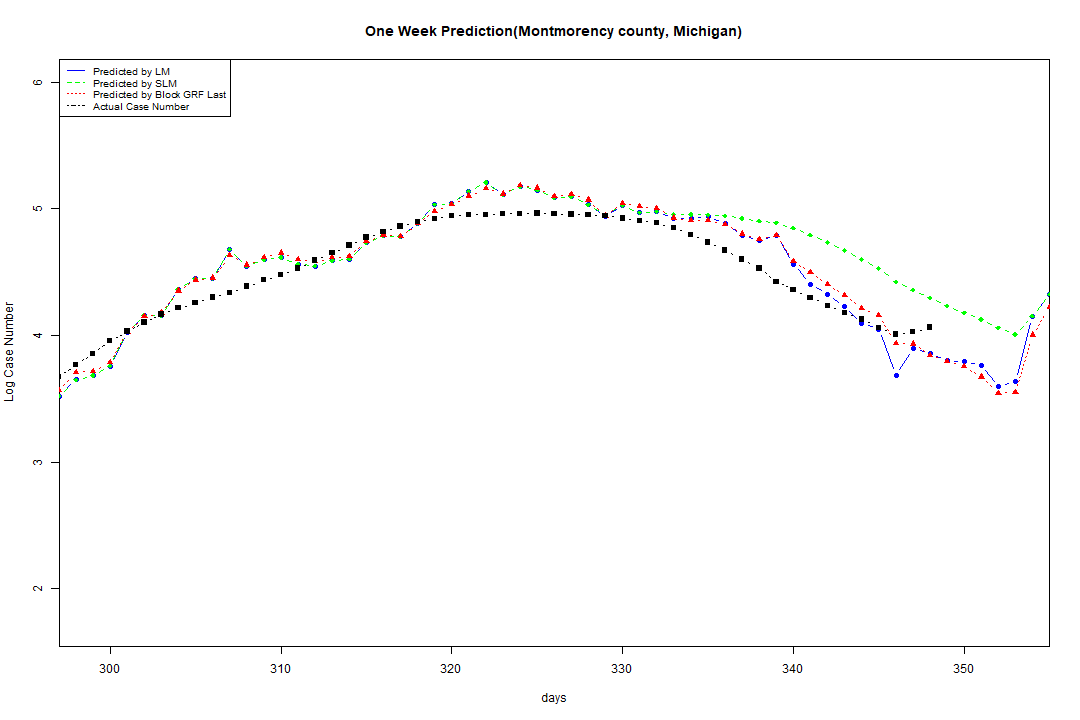 One Week Prediction(Montmorency county, Michigan)
Predicted by LM
Predicted by SLM
Predicted by Block GRF Last
Actual Case Number
6
5
4
3
2
Log Case Number
300 310 320 330 340 350
days